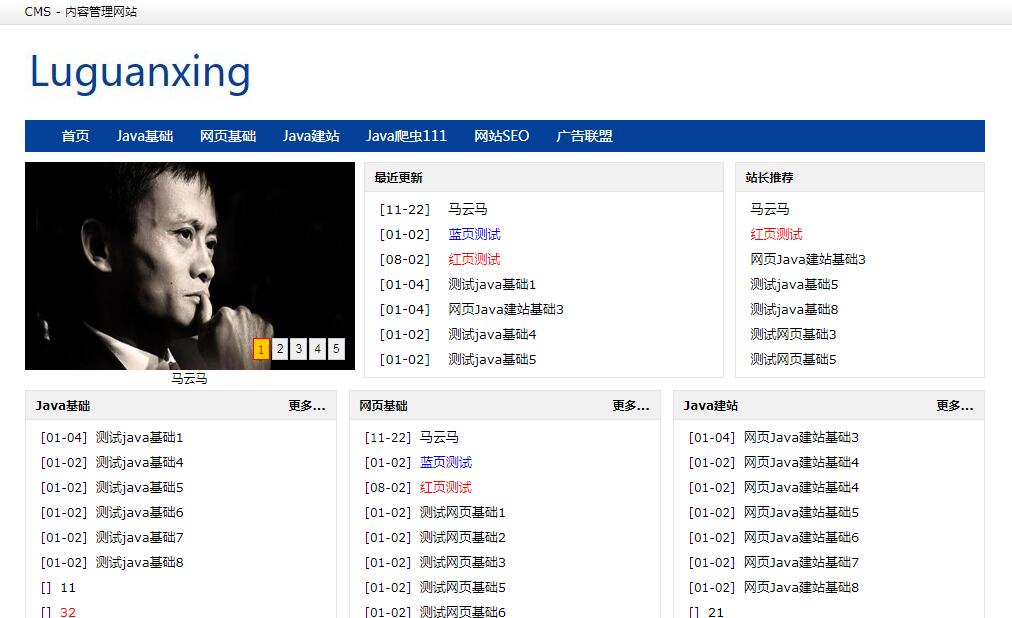 CMS - 内容管理网站
Luguanxing
首页 Java基础 网页基础 Java建站 Java爬虫111 网站SEO 广告联盟
1 2 3 4 5
马云马
最近更新
[11-22] 马云马
[01-02] 蓝页测试
[08-02] 红页测试
[01-04] 测试java基础1
[01-04] 网页Java建站基础3
[01-02] 测试java基础4
[01-02] 测试java基础5
站长推荐
马云马
红页测试
网页Java建站基础3
测试java基础5
测试java基础8
测试网页基础3
测试网页基础5
Java基础 更多...
[01-04] 测试java基础1
[01-02] 测试java基础4
[01-02] 测试java基础5
[01-02] 测试java基础6
[01-02] 测试java基础7
[01-02] 测试java基础8
[] 11
[] 32
网页基础 更多...
[11-22] 马云马
[01-02] 蓝页测试
[08-02] 红页测试
[01-02] 测试网页基础1
[01-02] 测试网页基础2
[01-02] 测试网页基础3
[01-02] 测试网页基础5
[01-02] 测试网页基础6
Java建站 更多...
[01-04] 网页Java建站基础3
[01-02] 网页Java建站基础4
[01-02] 网页Java建站基础4
[01-02] 网页Java建站基础5
[01-02] 网页Java建站基础6
[01-02] 网页Java建站基础7
[01-02] 网页Java建站基础8
[] 21